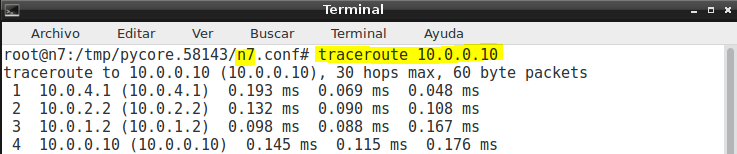 Terminal
Archivo Editar Ver Buscar Terminal Ayuda
root@n7:/tmp/pycore.58143/n7.conf# traceroute 10.0.0.10
traceroute to 10.0.0.10 (10.0.0.10), 30 hops max, 60 byte packets
1 10.0.4.1 (10.0.4.1) 0.193 ms 0.069 ms 0.048 ms
2 10.0.2.2 (10.0.2.2) 0.132 ms 0.090 ms 0.108 ms
3 10.0.1.2 (10.0.1.2) 0.098 ms 0.088 ms 0.167 ms
4 10.0.0.10 (10.0.0.10) 0.145 ms 0.115 ms 0.176 ms